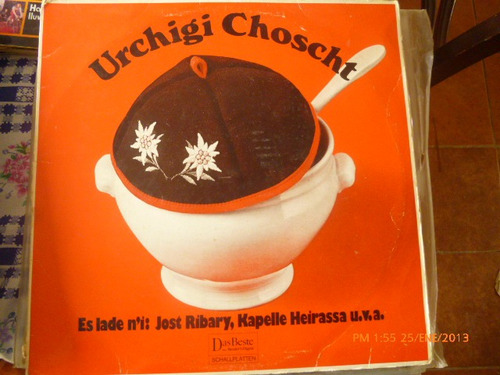 Urchigi Choscht
Es lade n'i: Jost Ribary, Kapelle Heirassa u.v.a.
Das Beste
SCHALLPLATTEN
PM 1:55 25/ENE/2013